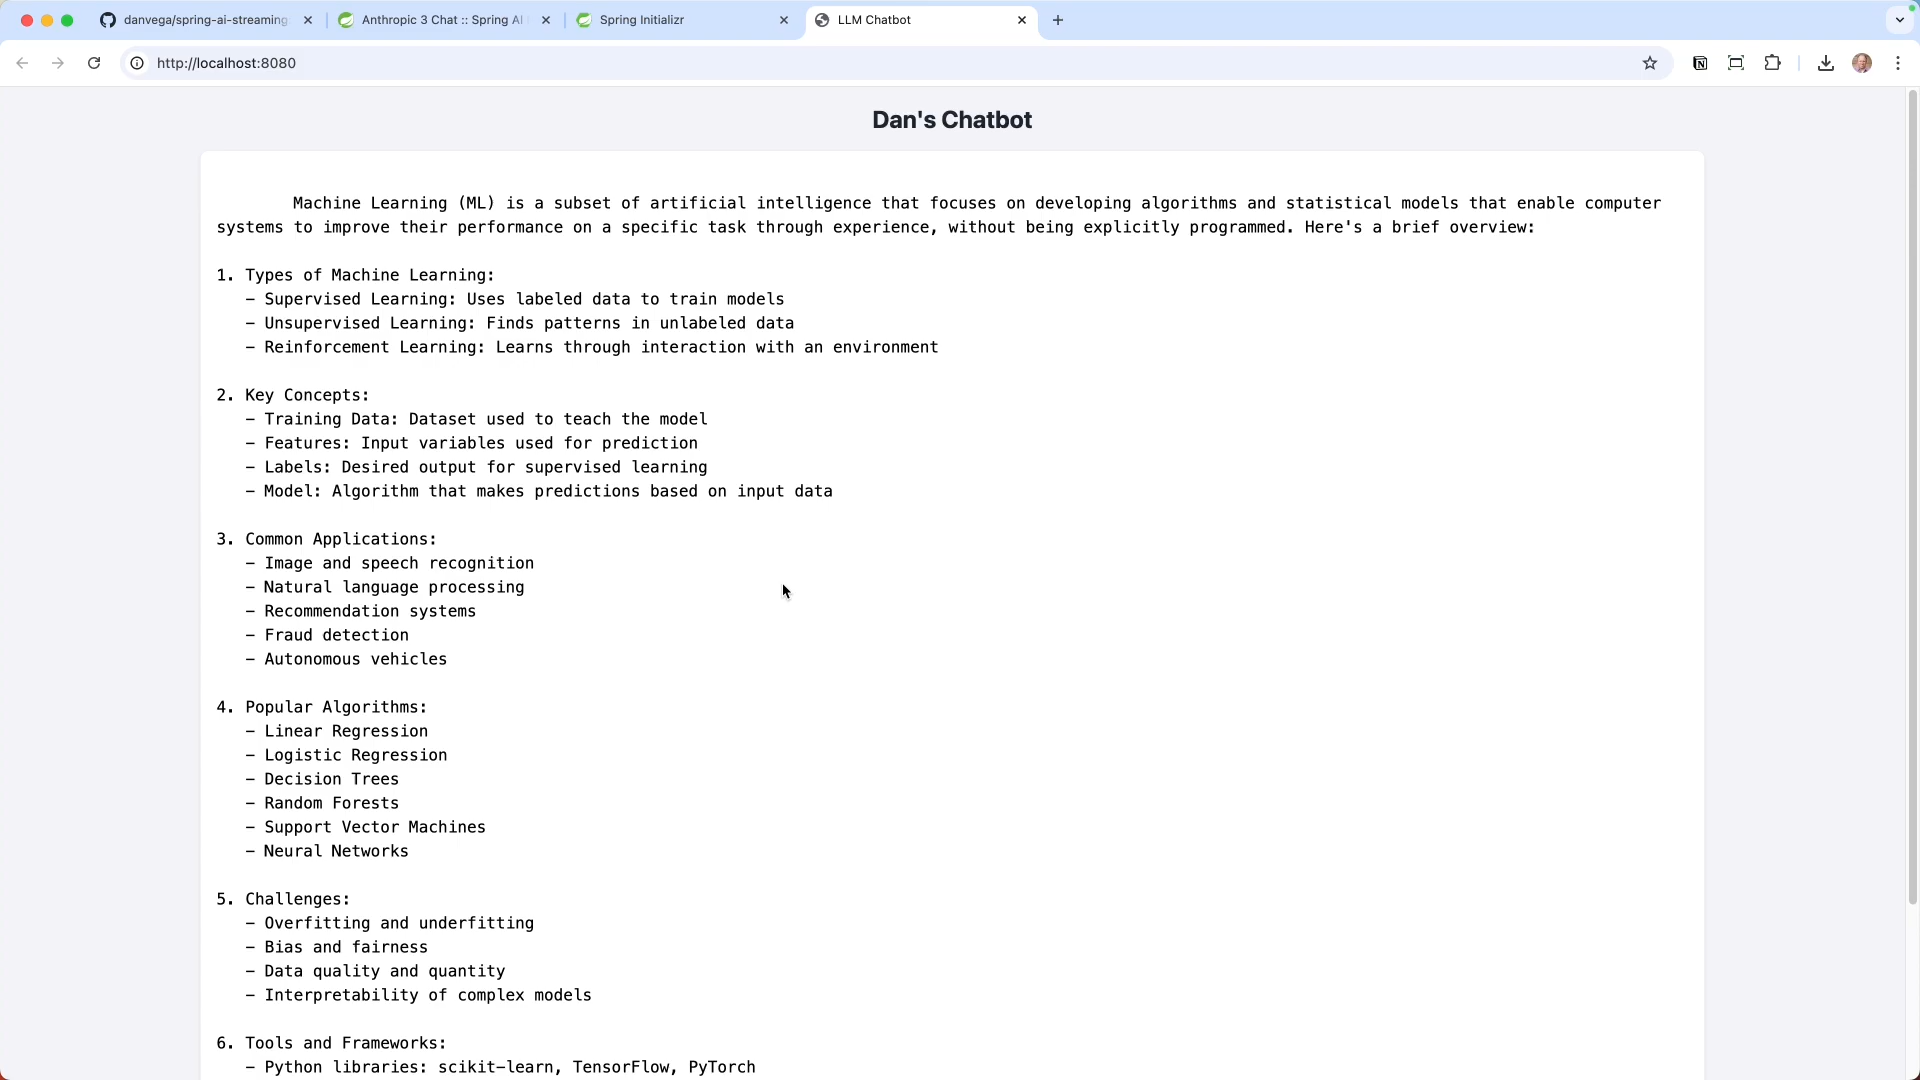 danvega/spring-ai-streaming
Anthropic 3 Chat :: Spring AI
Spring Initializr
LLM Chatbot
http://localhost:8080
Dan's Chatbot
Machine Learning (ML) is a subset of artificial intelligence that focuses on developing algorithms and statistical models that enable computer
systems to improve their performance on a specific task through experience, without being explicitly programmed. Here's a brief overview:
1. Types of Machine Learning:
– Supervised Learning: Uses labeled data to train models
– Unsupervised Learning: Finds patterns in unlabeled data
– Reinforcement Learning: Learns through interaction with an environment
2. Key Concepts:
– Training Data: Dataset used to teach the model
– Features: Input variables used for prediction
– Labels: Desired output for supervised learning
– Model: Algorithm that makes predictions based on input data
3. Common Applications:
– Image and speech recognition
– Natural language processing
– Recommendation systems
– Fraud detection
– Autonomous vehicles
4. Popular Algorithms:
– Linear Regression
– Logistic Regression
– Decision Trees
– Random Forests
– Support Vector Machines
– Neural Networks
5. Challenges:
– Overfitting and underfitting
– Bias and fairness
– Data quality and quantity
– Interpretability of complex models
6. Tools and Frameworks:
– Python libraries: scikit–learn, TensorFlow, PyTorch